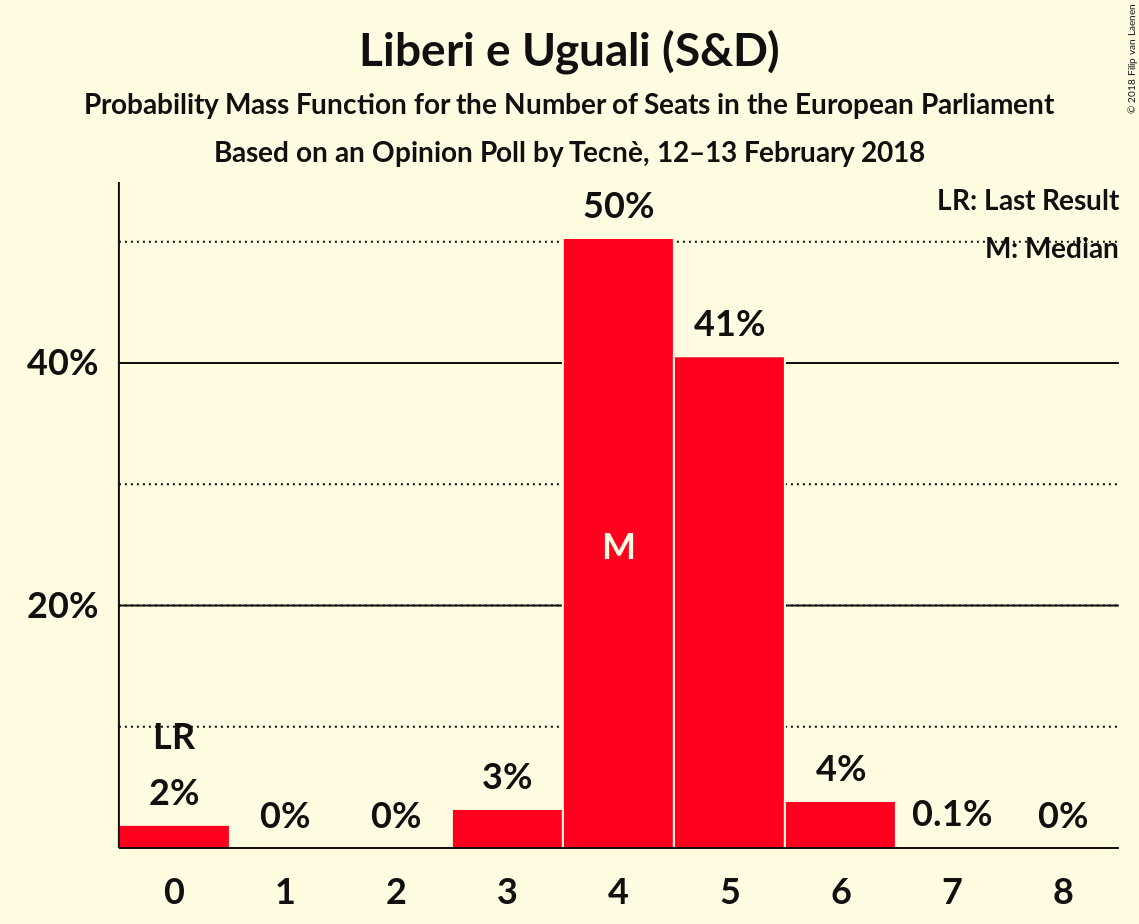 Liberi e Uguali (S&D)
Probability Mass Function for the Number of Seats in the European Parliament
Based on an Opinion Poll by Tecnè, 12–13 February 2018
© 2018 Filip van Laenen
LR: Last Result
M: Median
50%
41%
40%
M
20%
LR
2%
0%
0%
3%
4%
0.1%
0%
0 1 2 3 4 5 6 7 8